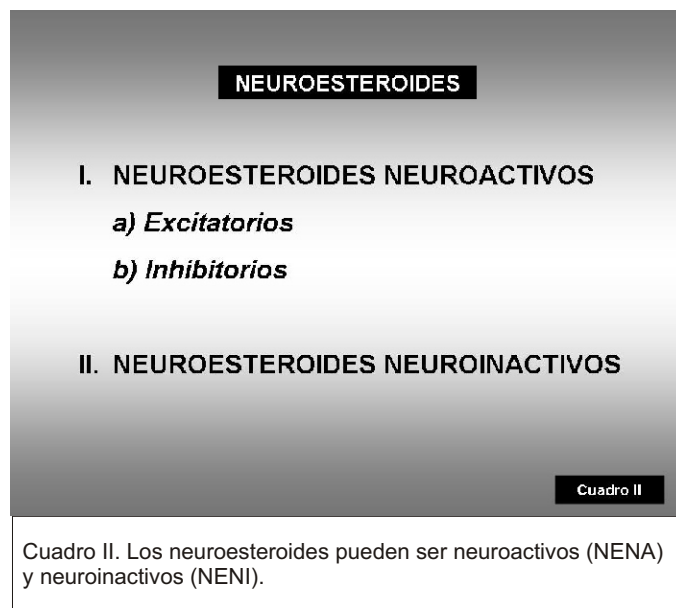 NEUROESTEROIDES
I. NEUROESTEROIDES NEUROACTIVOS
a) Excitatorios
b) Inhibitorios
II. NEUROESTEROIDES NEUROINACTIVOS
Cuadro II
Cuadro II. Los neuroesteroides pueden ser neuroactivos (NENA)
y neuroinactivos (NENI).